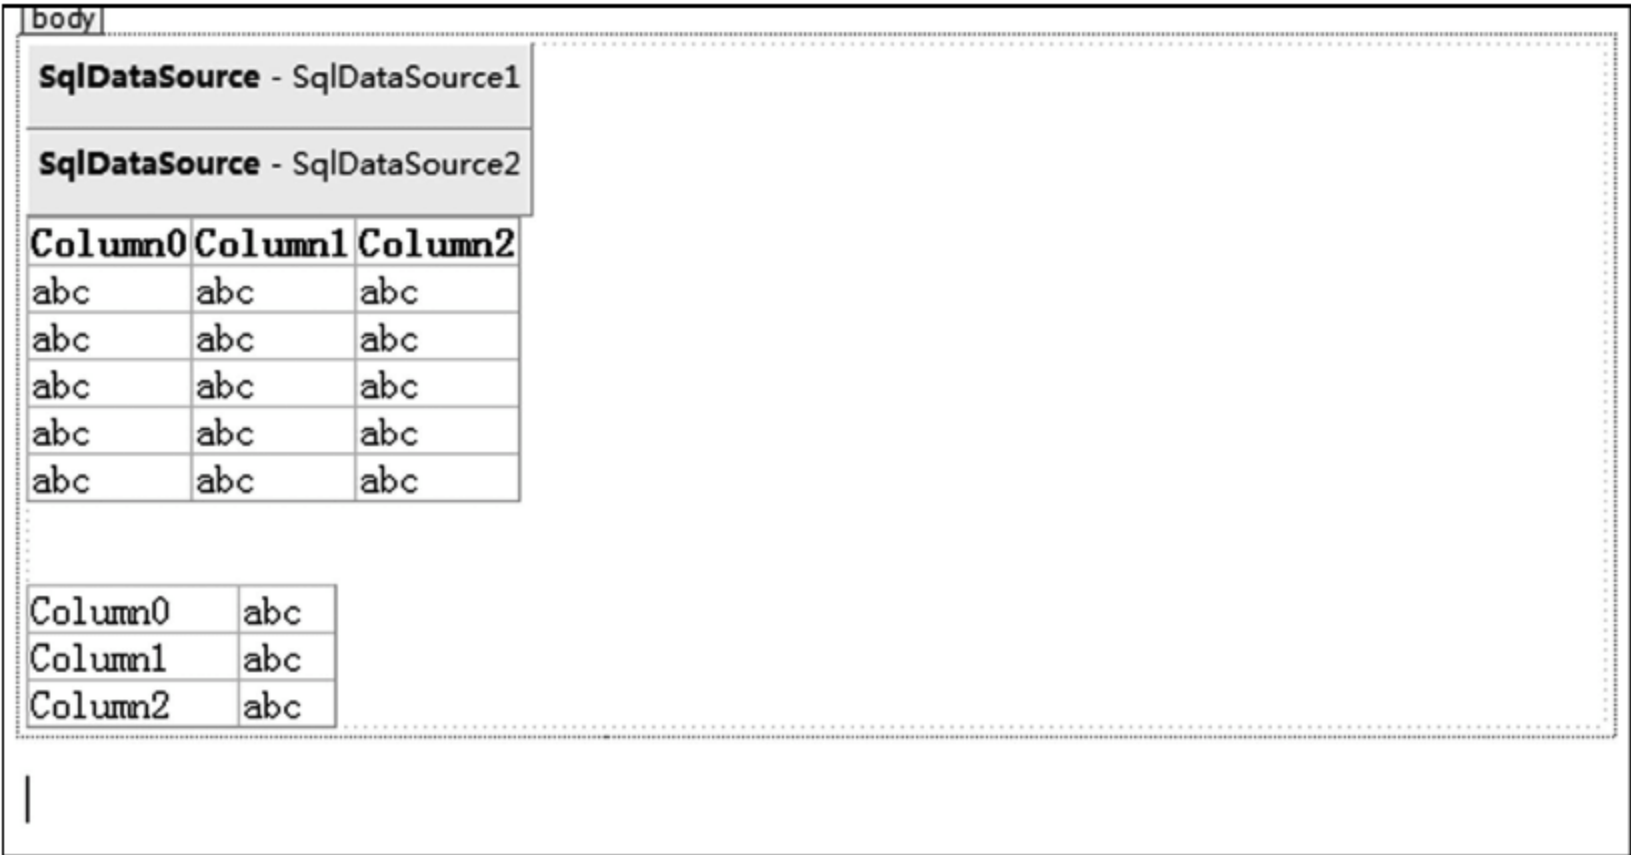 body
SqlDataSource - SqlDataSource1
SqlDataSource - SqlDataSource2
Column0 Column1 Column2
abc abc abc
abc abc abc
abc abc abc
abc abc abc
abc abc abc
Column0 abc
Column1 abc
Column2 abc